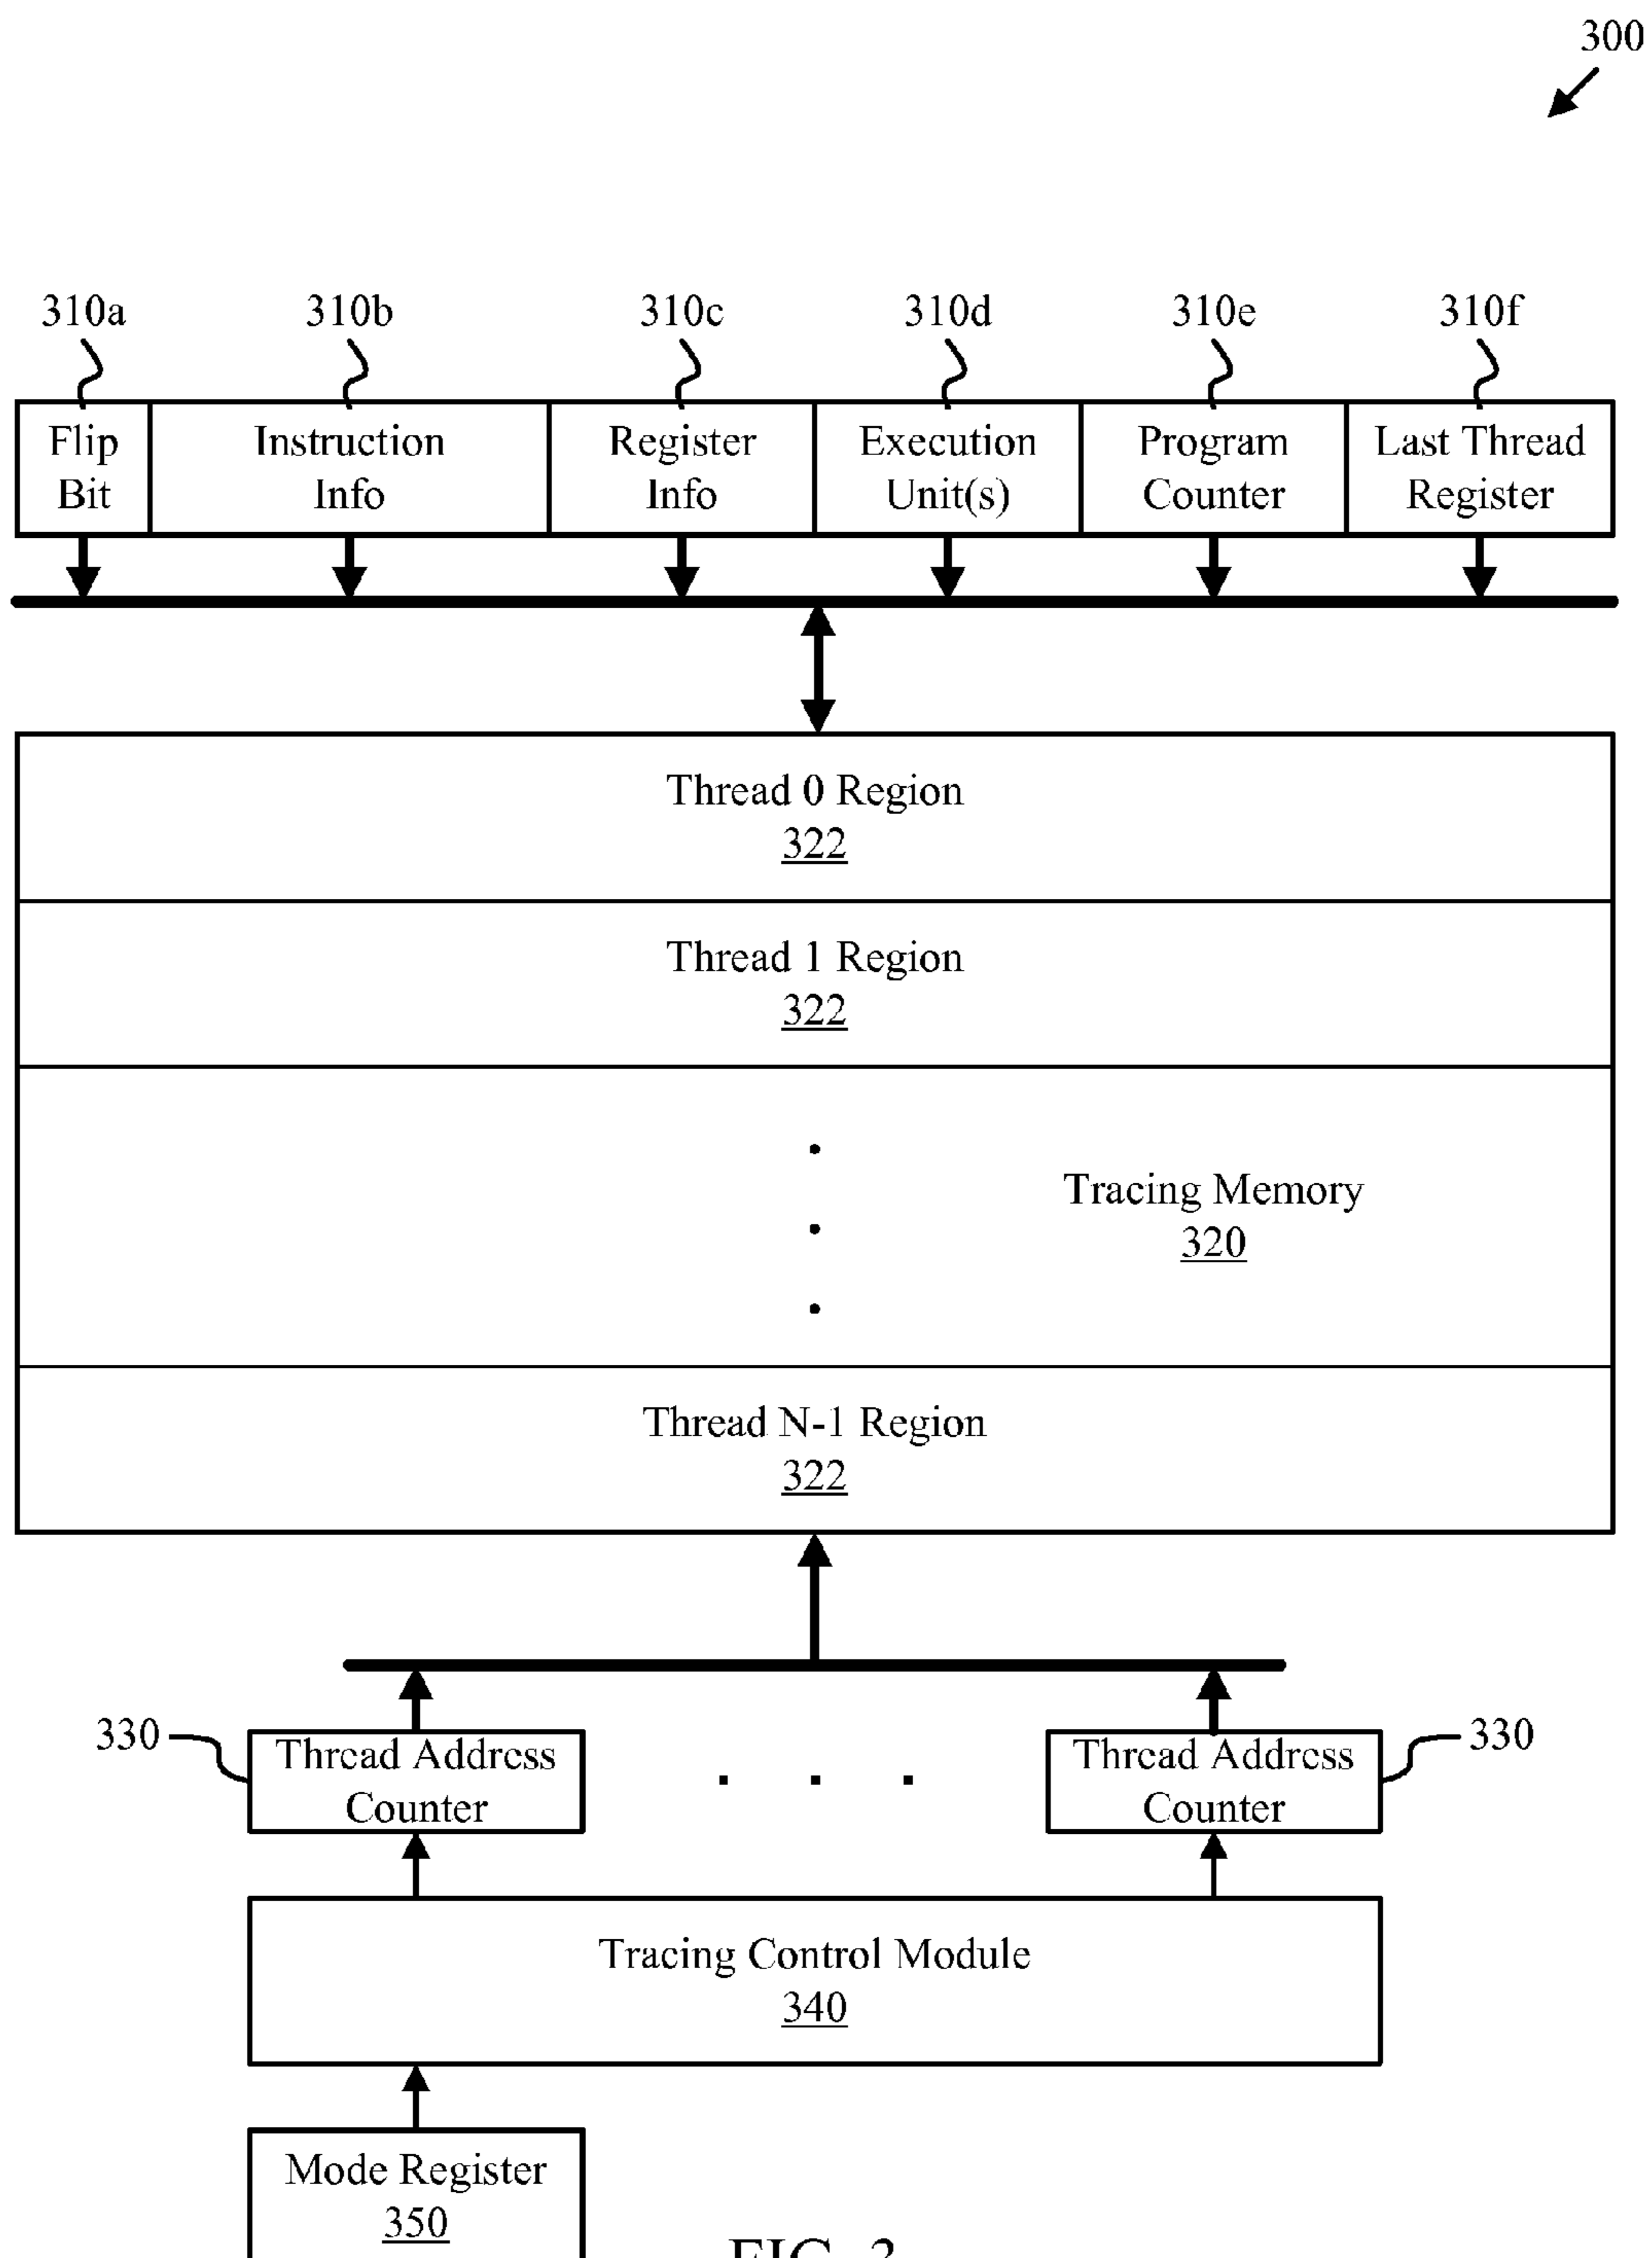 300
310a 310b 310c 310d 310e 310f
Flip Instruction Register Execution Program Last Thread
Bit Info Info Unit(s) Counter Register
Thread 0 Region
322
Thread 1 Region
322
Tracing Memory
320
Thread N-1 Region
322
330 Thread Address Thread Address 330
Counter Counter
Tracing Control Module
340
Mode Register
350
FIG. 3